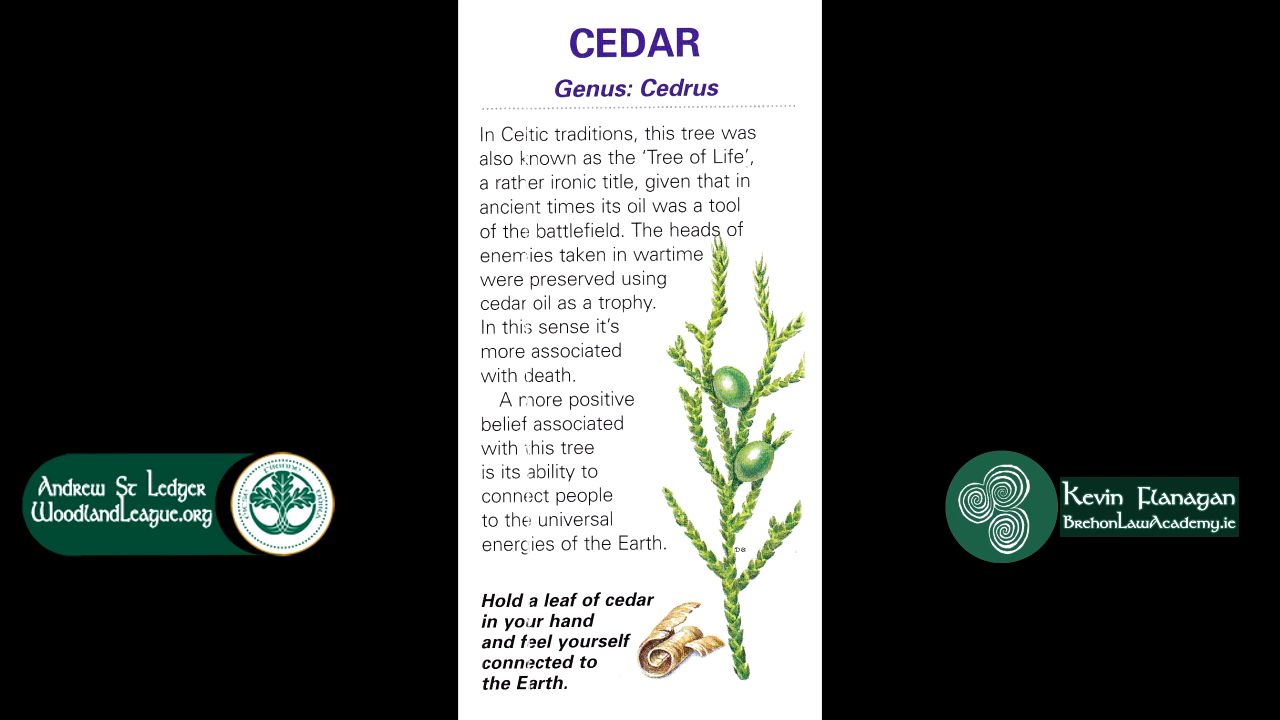 CEDAR
Genus: Cedrus
In Celtic traditions, this tree was
also known as the ‘Tree of Life’,
a rather ironic title, given that in
ancient times its oil was a tool
of the battlefield. The heads of
enemies taken in wartime
were preserved using
cedar oil as a trophy.
In this sense it’s
more associated
with death.
A more positive
belief associated
with this tree
is its ability to
connect people
to the universal
energies of the Earth.
Hold a leaf of cedar
in your hand
and feel yourself
connected to
the Earth.
Andrew St Ledger
WoodlandLeague.org
Kevin Flanagan
BrehonLawAcademy.ie